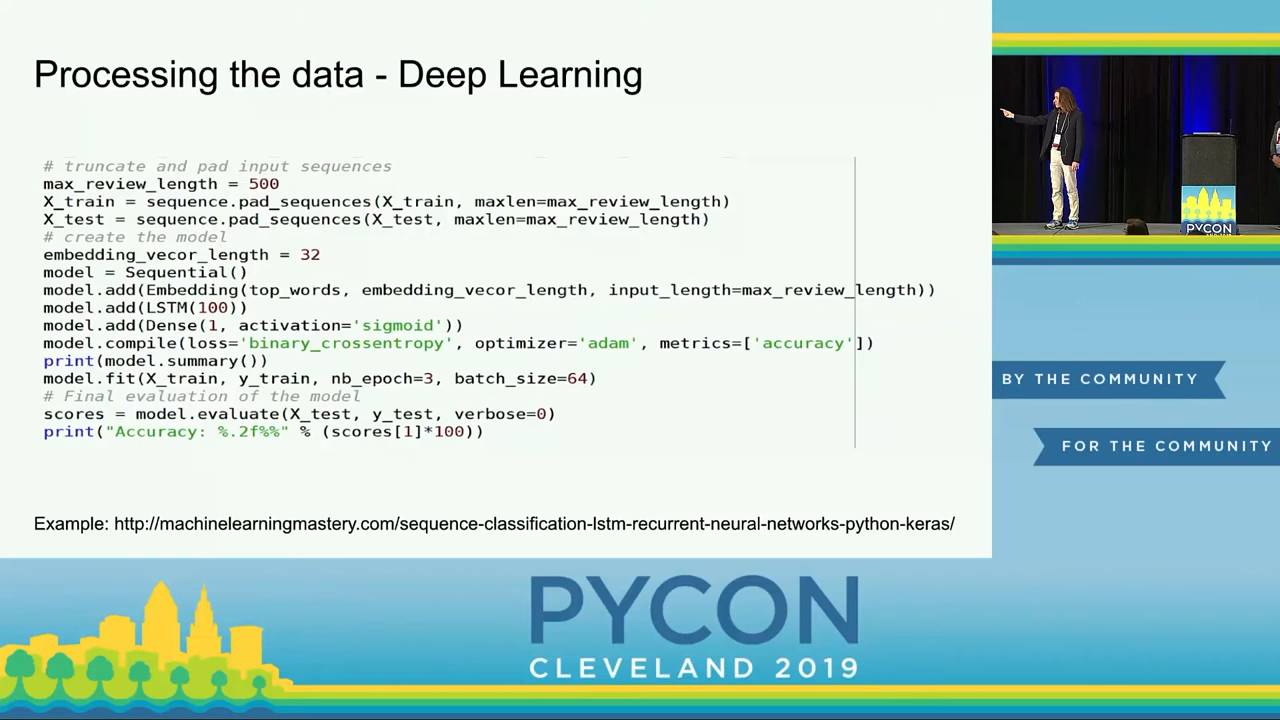 Processing the data - Deep Learning
# truncate and pad input sequences
max_review_length = 500
X_train = sequence.pad_sequences(X_train, maxlen=max_review_length)
X_test = sequence.pad_sequences(X_test, maxlen=max_review_length)
# create the model
embedding_vecor_length = 32
model = Sequential()
model.add(Embedding(top_words, embedding_vecor_length, input_length=max_review_length))
model.add(LSTM(100))
model.add(Dense(1, activation='sigmoid'))
model.compile(loss='binary_crossentropy', optimizer='adam', metrics=['accuracy'])
print(model.summary())
model.fit(X_train, y_train, nb_epoch=3, batch_size=64)
# Final evaluation of the model
scores = model.evaluate(X_test, y_test, verbose=0)
print("Accuracy: %.2f%%" % (scores[1]*100))
Example: http://machinelearningmastery.com/sequence-classification-lstm-recurrent-neural-networks-python-keras/
PYCON
CLEVELAND 2019
BY THE COMMUNITY
FOR THE COMMUNITY
PYCON
CLEVELAND 2019